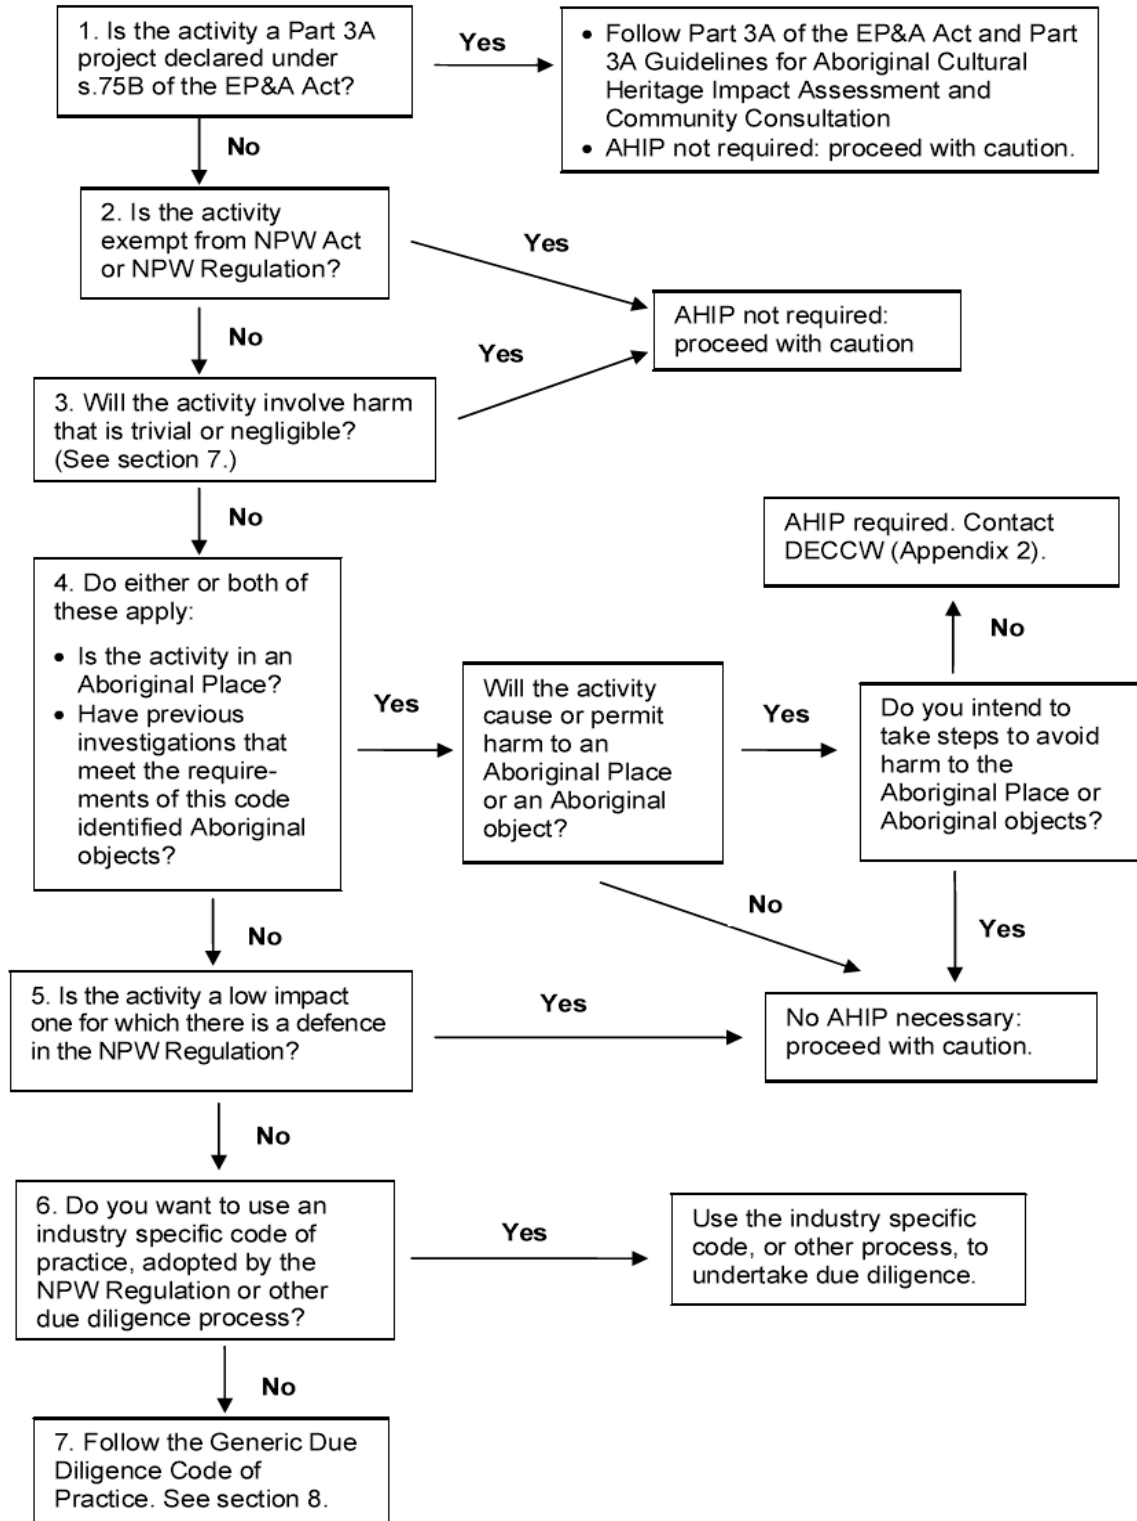 1. Is the activity a Part 3A
project declared under
s.75B of the EP&A Act?
Yes
• Follow Part 3A of the EP&A Act and Part
3A Guidelines for Aboriginal Cultural
Heritage Impact Assessment and
Community Consultation
• AHIP not required: proceed with caution.
No
2. Is the activity
exempt from NPW Act
or NPW Regulation?
Yes
AHIP not required:
proceed with caution
No
Yes
3. Will the activity involve harm
that is trivial or negligible?
(See section 7.)
No
AHIP required. Contact
DECCW (Appendix 2).
No
4. Do either or both of
these apply:
• Is the activity in an
Aboriginal Place?
• Have previous
investigations that
meet the require-
ments of this code
identified Aboriginal
objects?
Yes
Will the activity
cause or permit
harm to an
Aboriginal Place
or an Aboriginal
object?
Yes
Do you intend to
take steps to avoid
harm to the
Aboriginal Place or
Aboriginal objects?
No
Yes
No
5. Is the activity a low impact
one for which there is a defence
in the NPW Regulation?
Yes
No AHIP necessary:
proceed with caution.
No
6. Do you want to use an
industry specific code of
practice, adopted by the
NPW Regulation or other
due diligence process?
Yes
Use the industry specific
code, or other process, to
undertake due diligence.
No
7. Follow the Generic Due
Diligence Code of
Practice. See section 8.